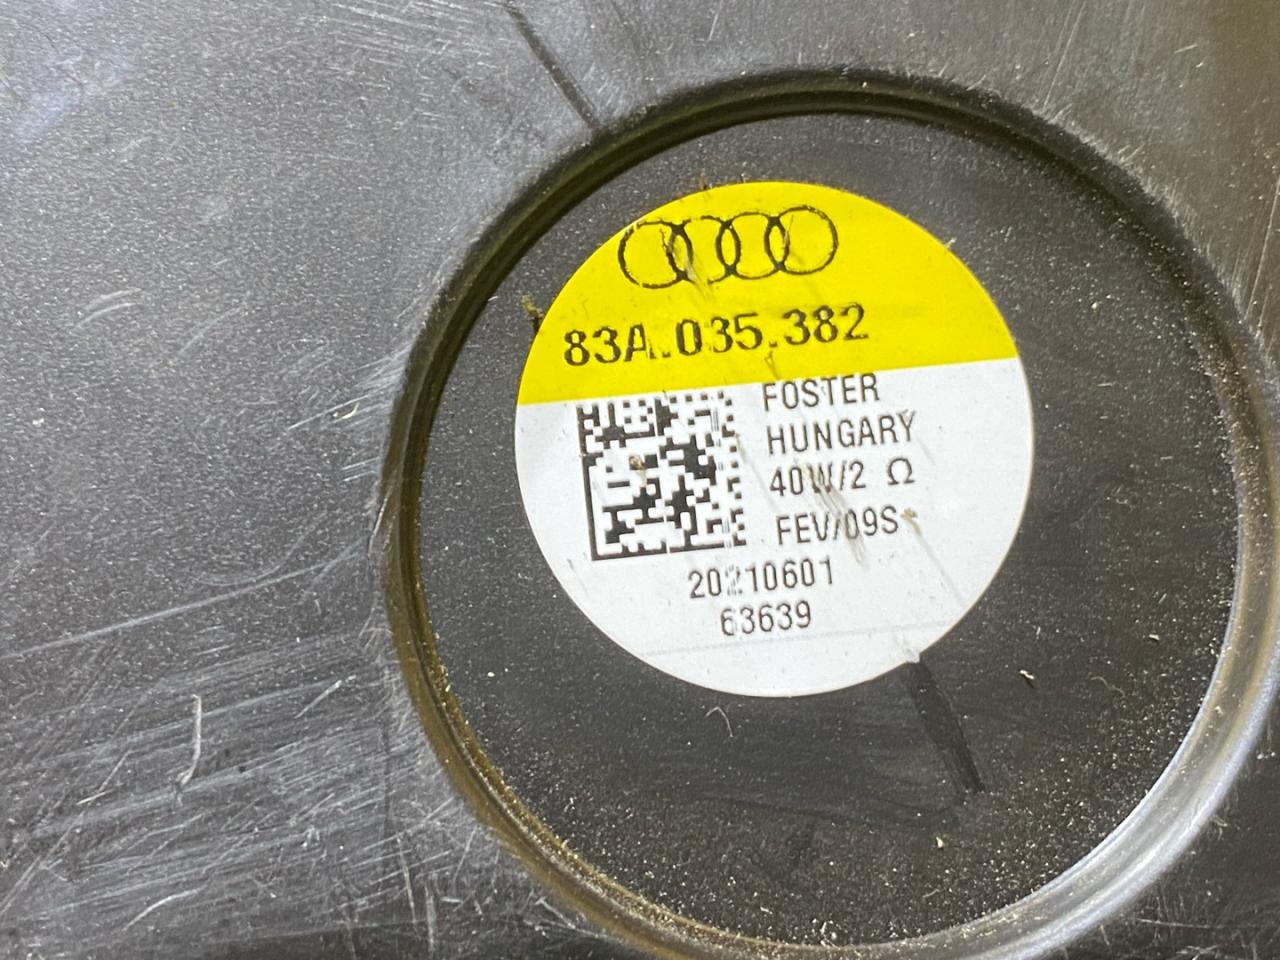 83A.035.382
FOSTER
HUNGARY
40W/2 Ω
FEV/09S
20210601
63639